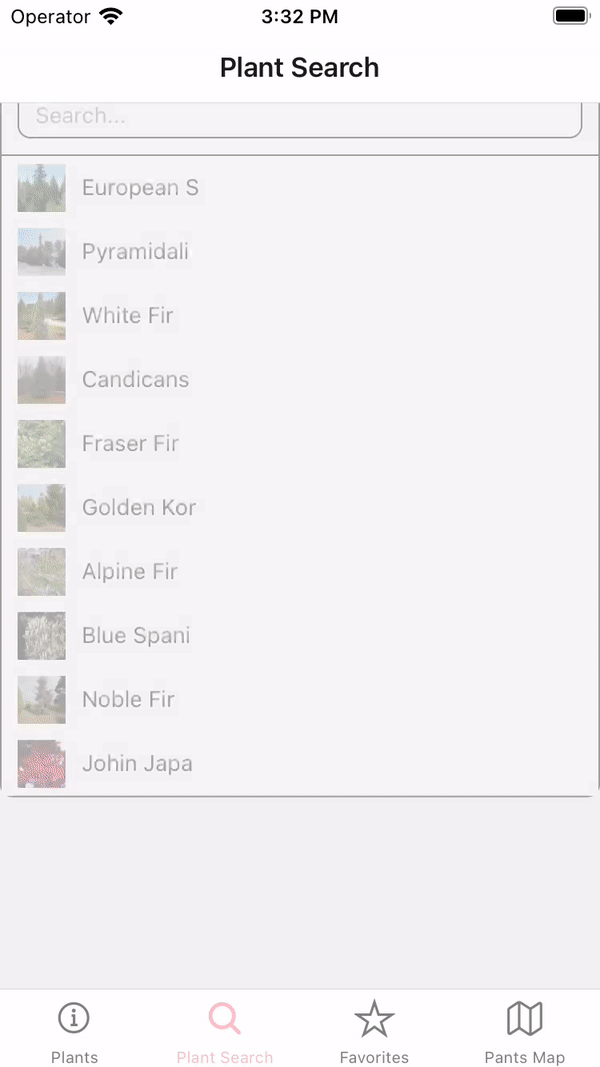 Operator 3:32 PM
Plant Search
Search...
European S
Pyramidali
White Fir
Candicans
Fraser Fir
Golden Kor
Alpine Fir
Blue Spani
Noble Fir
Johin Japa
Plants Plant Search Favorites Pants Map